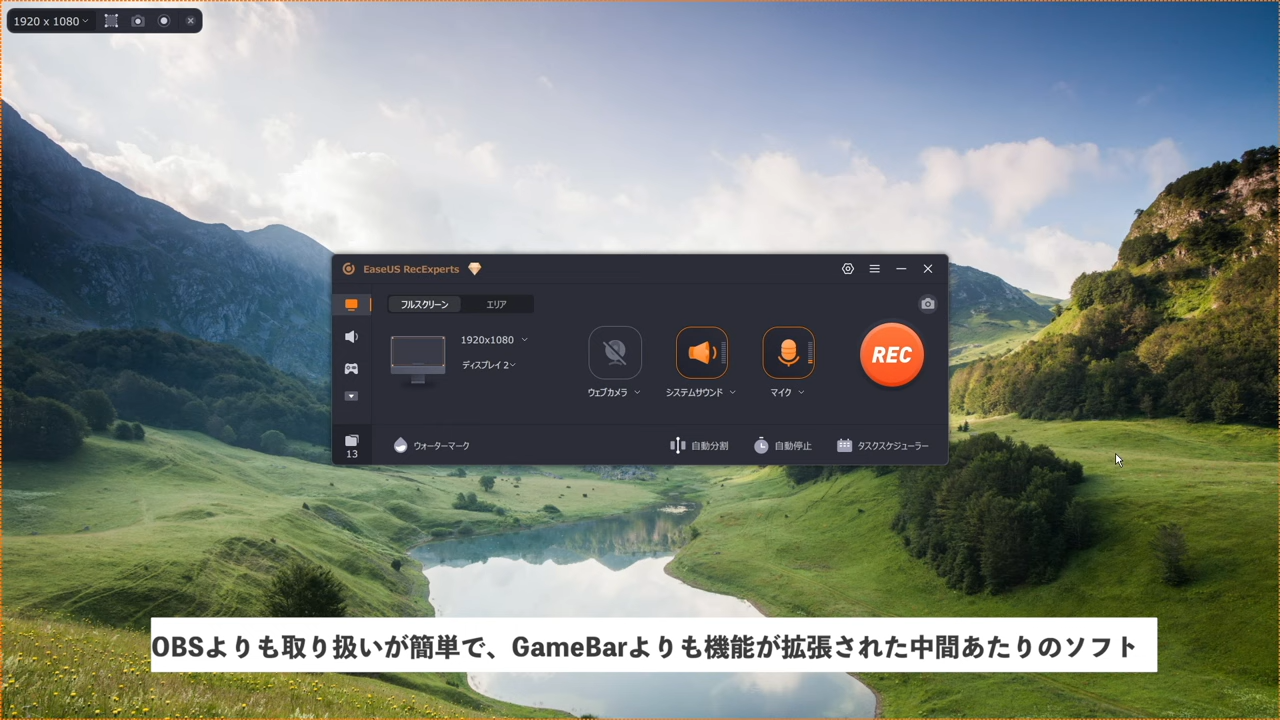 1920 x 1080
EaseUS RecExperts
フルスクリーン
エリア
1920x1080
ディスプレイ 2
ウェブカメラ
システムサウンド
マイク
REC
13
ウォーターマーク
自動分割
自動停止
タスクスケジューラー
OBSよりも取り扱いが簡単で、GameBarよりも機能が拡張された中間あたりのソフト